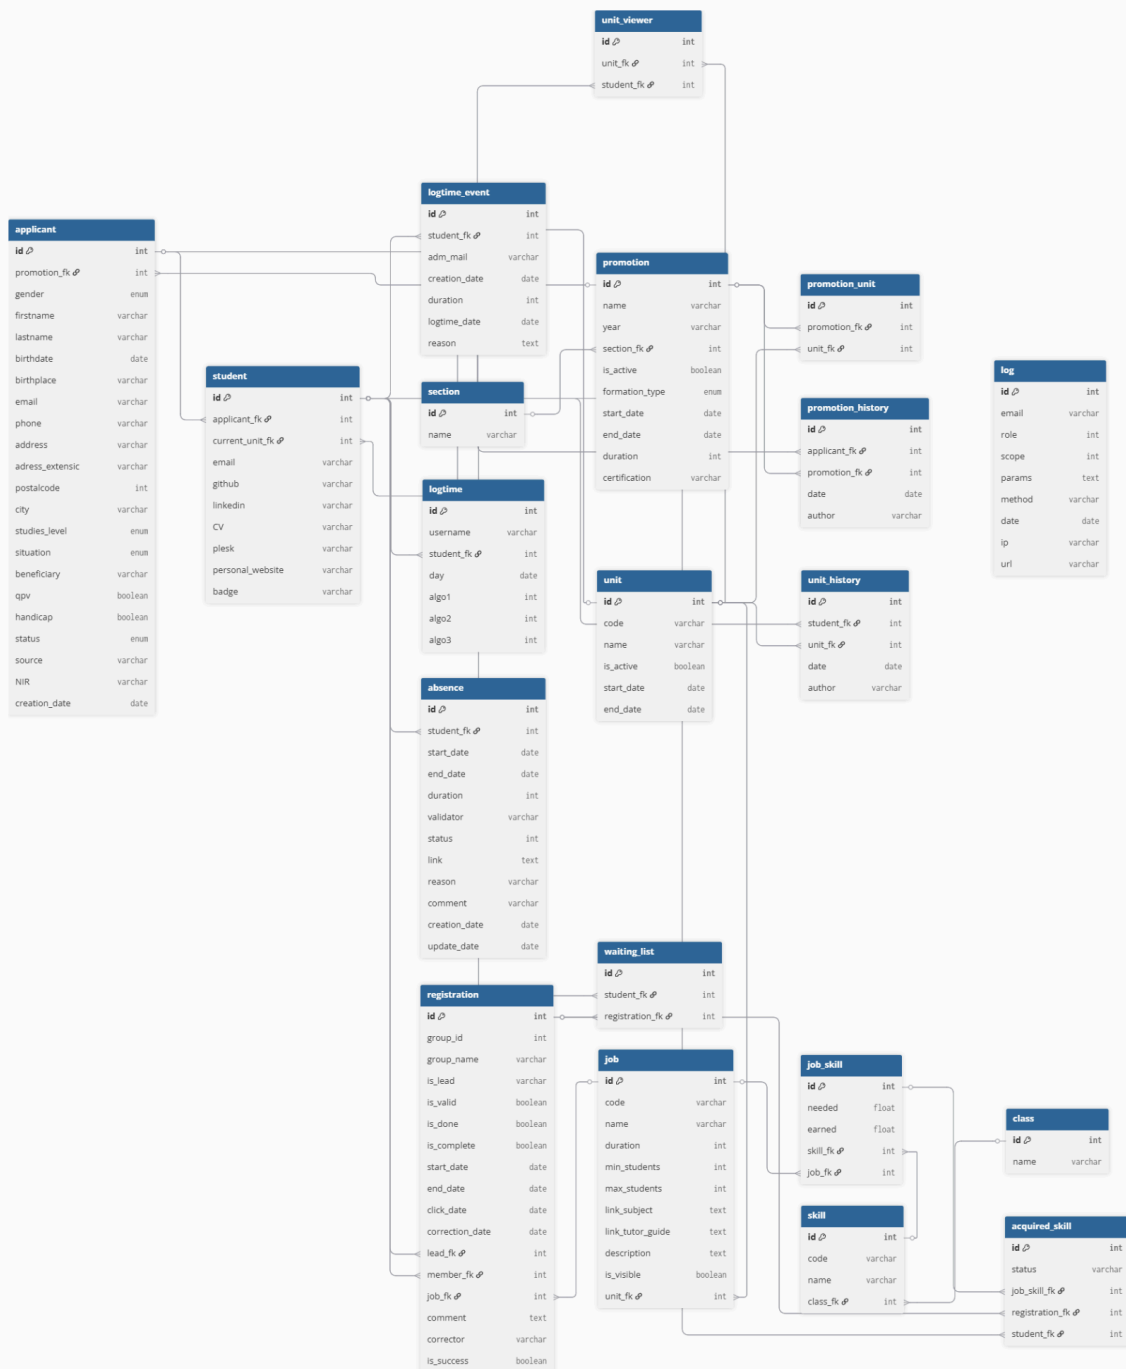 unit_viewer
id int
unit_fk int
student_fk int
logtime_event
id int
student_fk int
adm_mail varchar
creation_date date
duration int
logtime_date date
reason text
applicant
id int
promotion_fk int
gender enum
firstname varchar
lastname varchar
birthdate date
birthplace varchar
email varchar
phone varchar
address varchar
adress_extensic varchar
postalcode int
city varchar
studies_level enum
situation enum
beneficiary varchar
qpv boolean
handicap boolean
status enum
source varchar
NIR varchar
creation_date date
promotion
id int
name varchar
year varchar
section_fk int
is_active boolean
formation_type enum
start_date date
end_date date
duration int
certification varchar
promotion_unit
id int
promotion_fk int
unit_fk int
log
id int
email varchar
role int
scope int
params text
method varchar
date date
ip varchar
url varchar
student
id int
applicant_fk int
current_unit_fk int
email varchar
github varchar
linkedin varchar
CV varchar
plesk varchar
personal_website varchar
badge varchar
section
id int
name varchar
promotion_history
id int
applicant_fk int
promotion_fk int
date date
author varchar
logtime
id int
username varchar
student_fk int
day date
algo1 int
algo2 int
algo3 int
unit
id int
code varchar
name varchar
is_active boolean
start_date date
end_date date
unit_history
id int
student_fk int
unit_fk int
date date
author varchar
absence
id int
student_fk int
start_date date
end_date date
duration int
validator varchar
status int
link text
reason varchar
comment varchar
creation_date date
update_date date
waiting_list
id int
student_fk int
registration_fk int
registration
id int
group_id int
group_name varchar
is_lead varchar
is_valid boolean
is_done boolean
is_complete boolean
start_date date
end_date date
click_date date
correction_date date
lead_fk int
member_fk int
job_fk int
comment text
corrector varchar
is_success boolean
job
id int
code varchar
name varchar
duration int
min_students int
max_students int
link_subject text
link_tutor_guide text
description text
is_visible boolean
unit_fk int
job_skill
id int
needed float
earned float
skill_fk int
job_fk int
class
id int
name varchar
skill
id int
code varchar
name varchar
class_fk int
acquired_skill
id int
status varchar
job_skill_fk int
registration_fk int
student_fk int